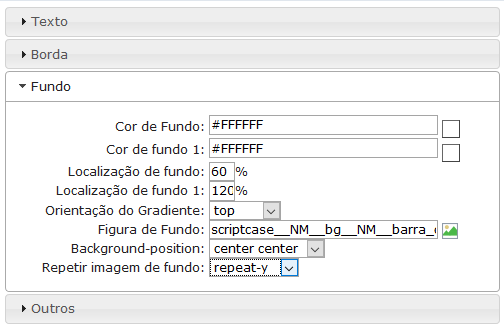 Texto
Borda
Fundo
Cor de Fundo: #FFFFFF
Cor de fundo 1: #FFFFFF
Localização de fundo: 60 %
Localização de fundo 1: 120 %
Orientação do Gradiente: top
Figura de Fundo: scriptcase__NM__bg__NM__barra_
Background-position: center center
Repetir imagem de fundo: repeat-y
Outros